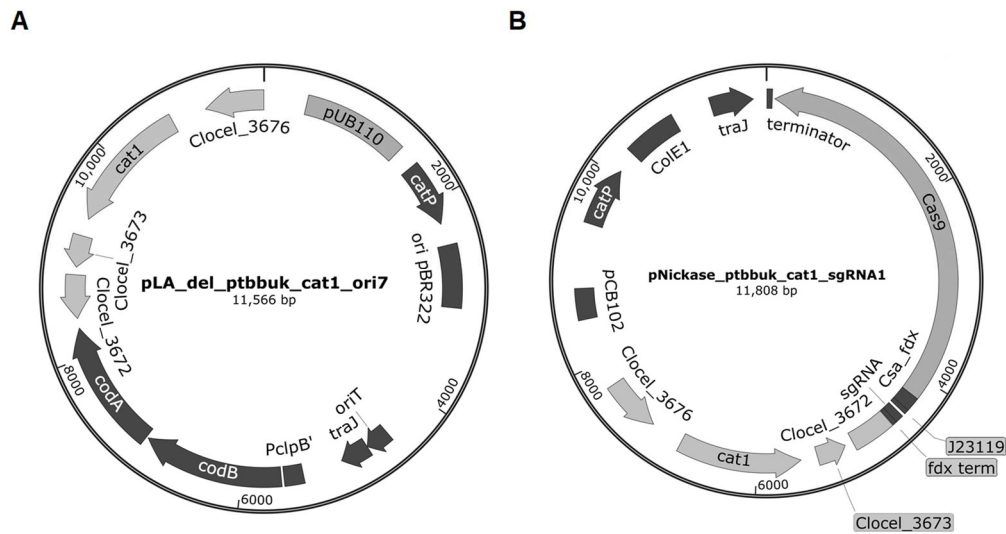 A
B
Clocel_3676
pUB110
cat1
10,000
2000
catP
Clocel_3673
ori pBR322
pLA_del_ptbbuk_cat1_ori7
11,566 bp
Clocel_3672
8000
codA
4000
oriT
traJ
PclpB'
codB
6000
traJ
terminator
ColE1
10,000
2000
catP
Cas9
pNickase_ptbbuk_cat1_sgRNA1
11,808 bp
pCB102
8000
Clocel_3676
4000
Csa_fdx
sgRNA
Clocel_3672
J23119
fdx term
cat1
6000
Clocel_3673